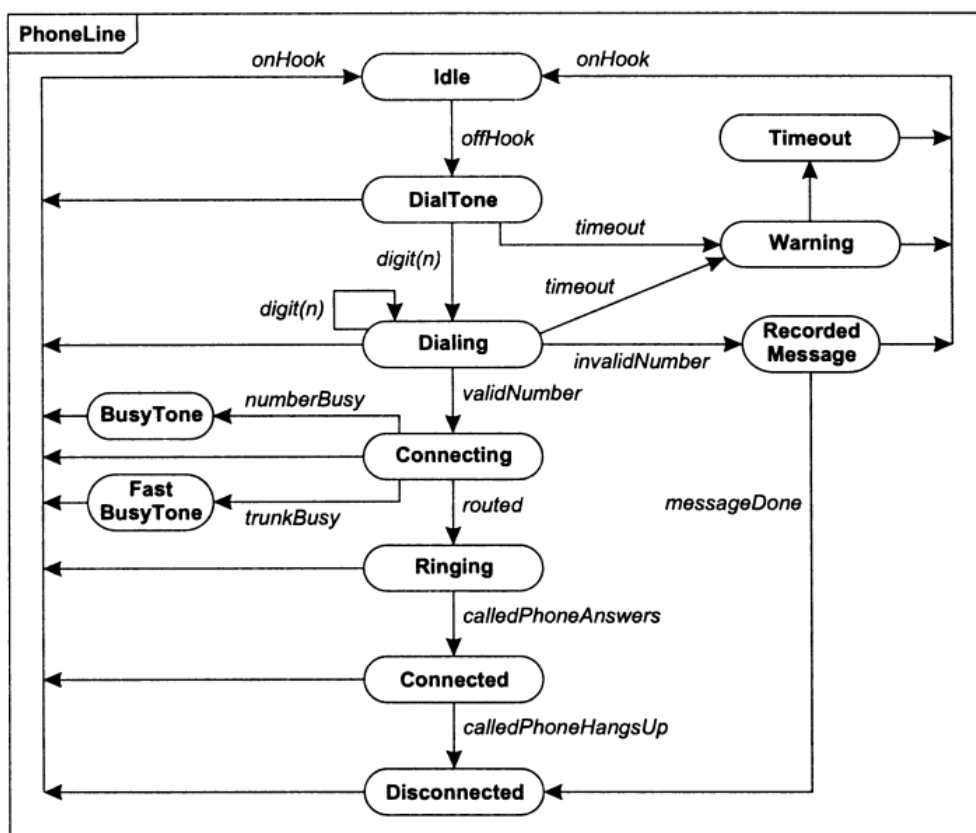 PhoneLine
onHook
Idle
onHook
offHook
Timeout
DialTone
timeout
Warning
digit(n)
timeout
digit(n)
Dialing
invalidNumber
Recorded
Message
validNumber
BusyTone
numberBusy
Connecting
Fast
BusyTone
trunkBusy
routed
messageDone
Ringing
calledPhoneAnswers
Connected
calledPhoneHangsUp
Disconnected